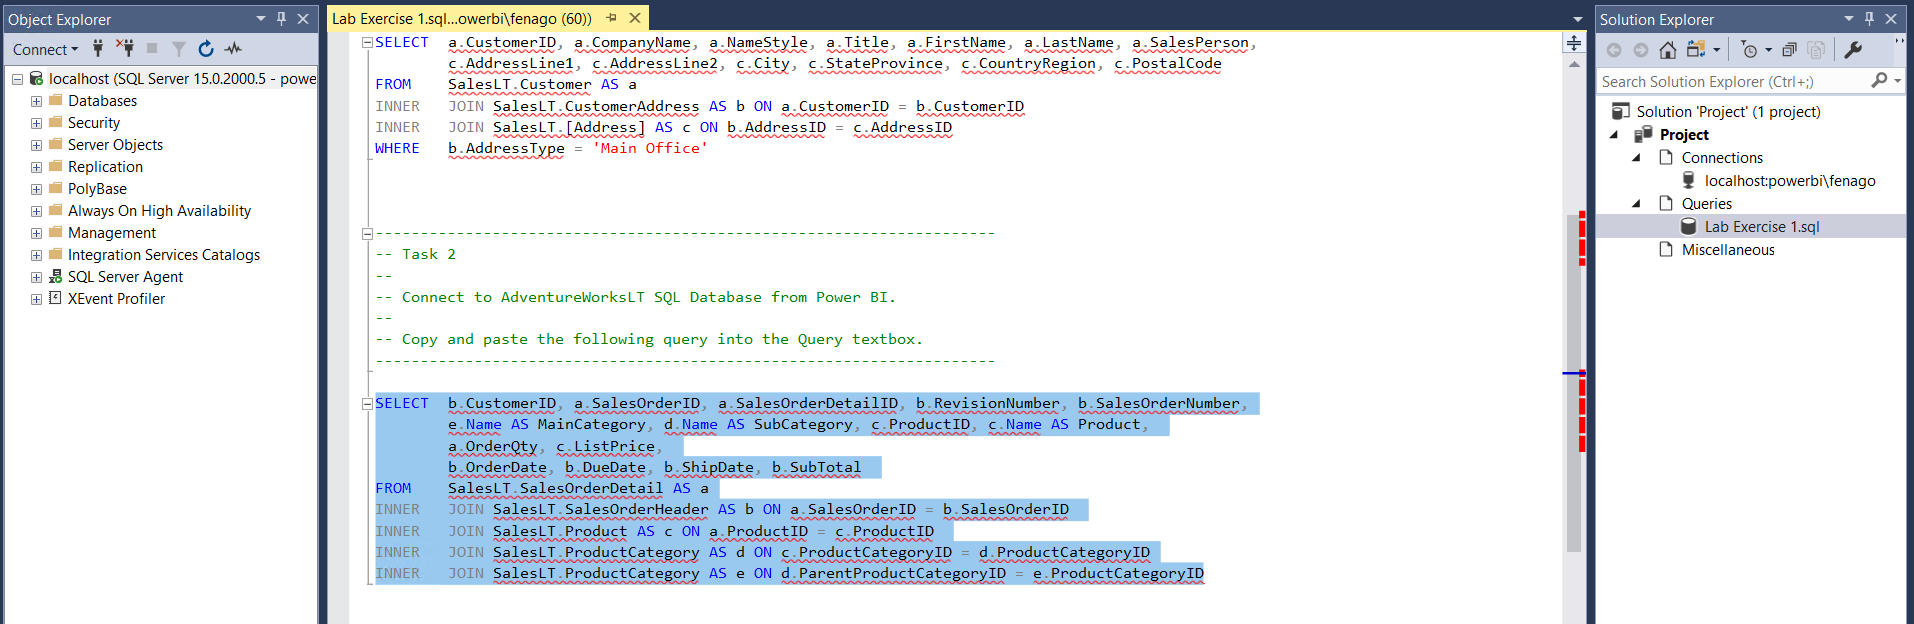 Object Explorer
Connect
localhost (SQL Server 15.0.2000.5 - powe
Databases
Security
Server Objects
Replication
PolyBase
Always On High Availability
Management
Integration Services Catalogs
SQL Server Agent
XEvent Profiler
Lab Exercise 1.sql...owerbi\fenago (60))
SELECT a.CustomerID, a.CompanyName, a.NameStyle, a.Title, a.FirstName, a.LastName, a.SalesPerson,
c.AddressLine1, c.AddressLine2, c.City, c.StateProvince, c.CountryRegion, c.PostalCode
FROM SalesLT.Customer AS a
INNER JOIN SalesLT.CustomerAddress AS b ON a.CustomerID = b.CustomerID
INNER JOIN SalesLT.[Address] AS c ON b.AddressID = c.AddressID
WHERE b.AddressType = 'Main Office'
---------------------------------------------------------------------
-- Task 2
--
-- Connect to AdventureWorksLT SQL Database from Power BI.
--
-- Copy and paste the following query into the Query textbox.
---------------------------------------------------------------------
SELECT b.CustomerID, a.SalesOrderID, a.SalesOrderDetailID, b.RevisionNumber, b.SalesOrderNumber,
e.Name AS MainCategory, d.Name AS SubCategory, c.ProductID, c.Name AS Product,
a.OrderQty, c.ListPrice,
b.OrderDate, b.DueDate, b.ShipDate, b.SubTotal
FROM SalesLT.SalesOrderDetail AS a
INNER JOIN SalesLT.SalesOrderHeader AS b ON a.SalesOrderID = b.SalesOrderID
INNER JOIN SalesLT.Product AS c ON a.ProductID = c.ProductID
INNER JOIN SalesLT.ProductCategory AS d ON c.ProductCategoryID = d.ProductCategoryID
INNER JOIN SalesLT.ProductCategory AS e ON d.ParentProductCategoryID = e.ProductCategoryID
Solution Explorer
Search Solution Explorer (Ctrl+;)
Solution 'Project' (1 project)
Project
Connections
localhost:powerbi\fenago
Queries
Lab Exercise 1.sql
Miscellaneous